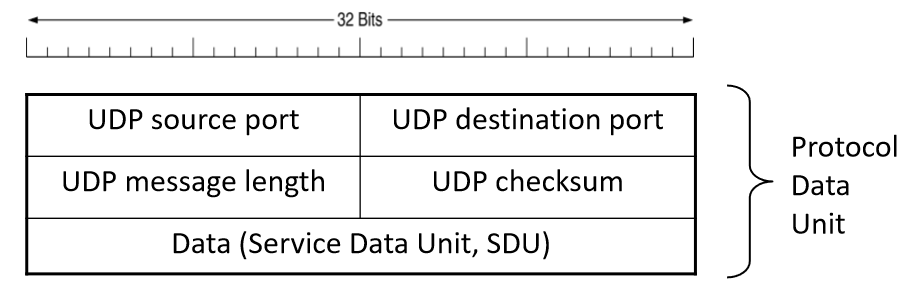 32 Bits
UDP source port
UDP destination port
UDP message length
UDP checksum
Data (Service Data Unit, SDU)
Protocol
Data
Unit